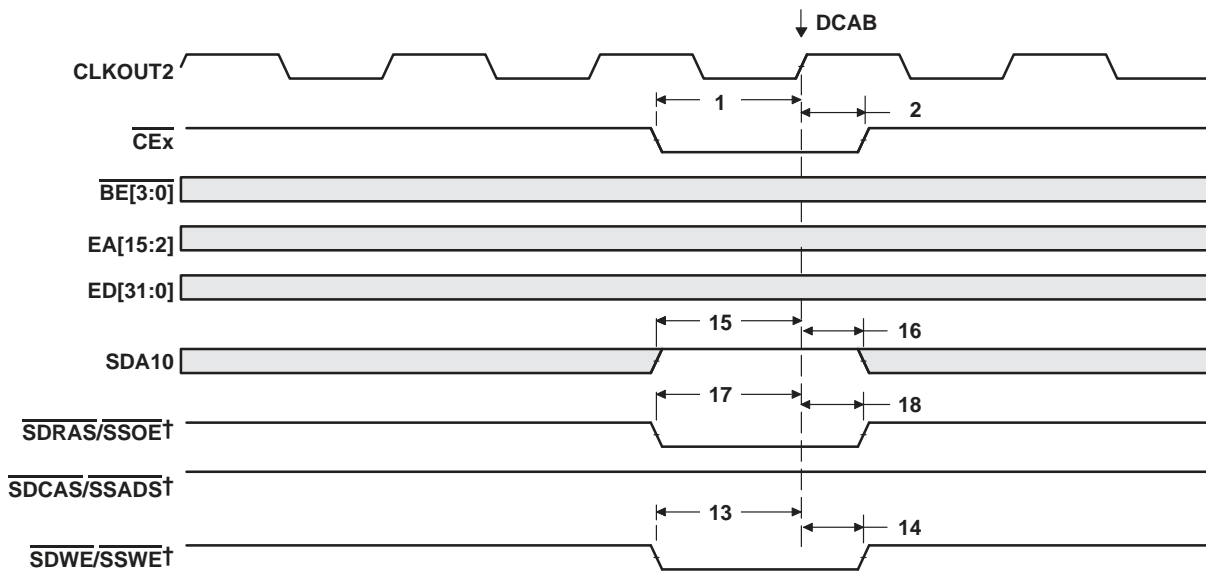 DCAB
CLKOUT2
1 2
CEx
BE[3:0]
EA[15:2]
ED[31:0]
15 16
SDA10
17 18
SDRAS/SSOE†
SDCAS/SSADS†
13 14
SDWE/SSWE†